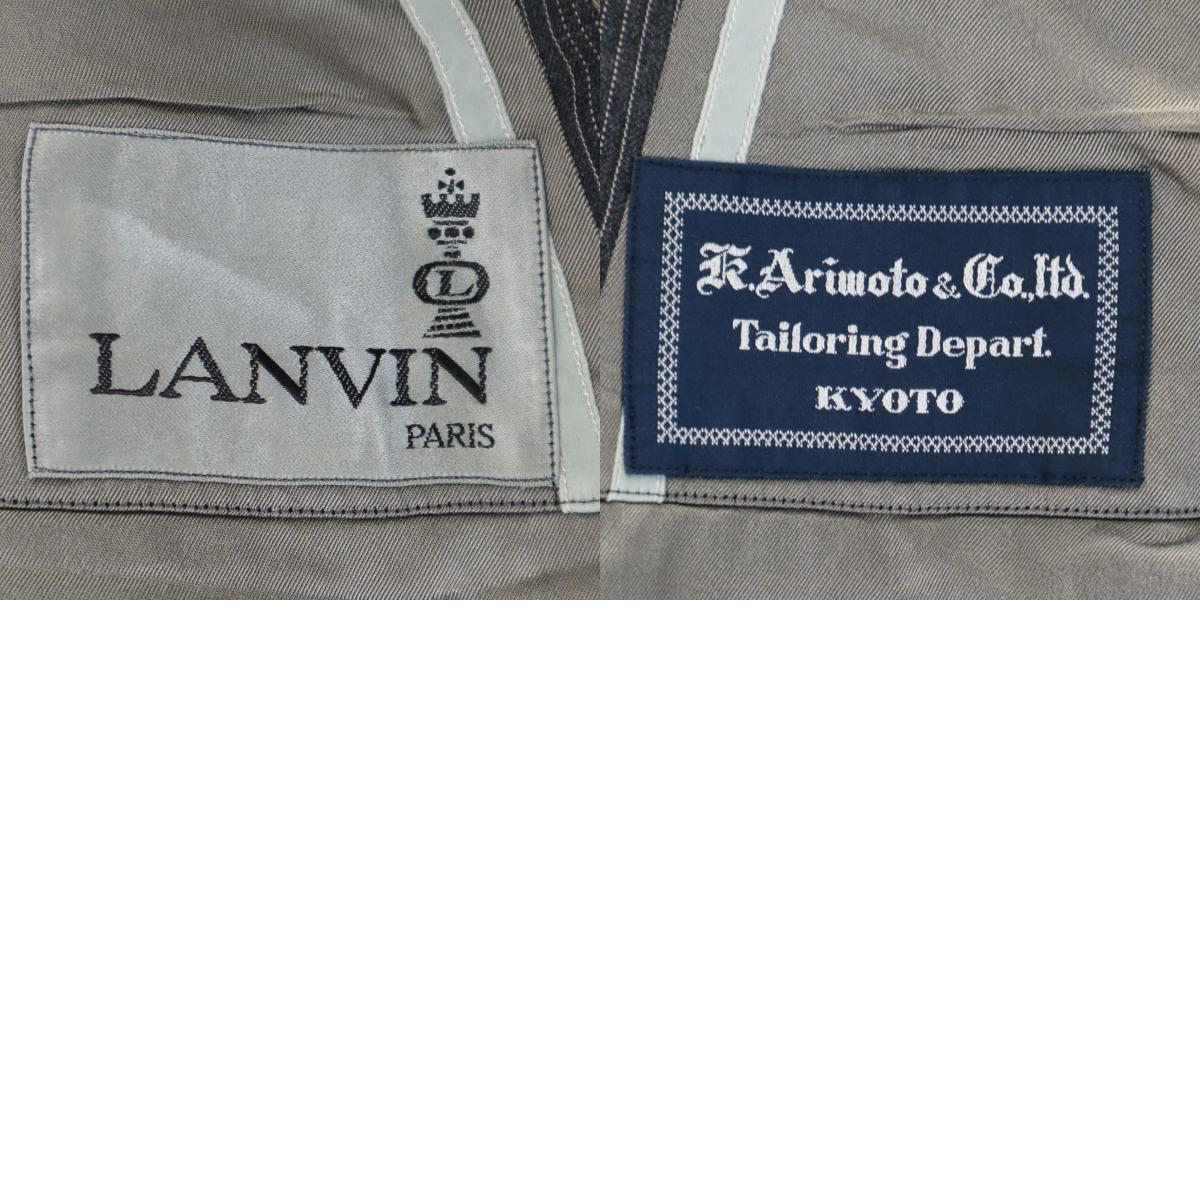 L
LANVIN
PARIS
K.Arimoto & Co.,ltd.
Tailoring Depart.
KYOTO